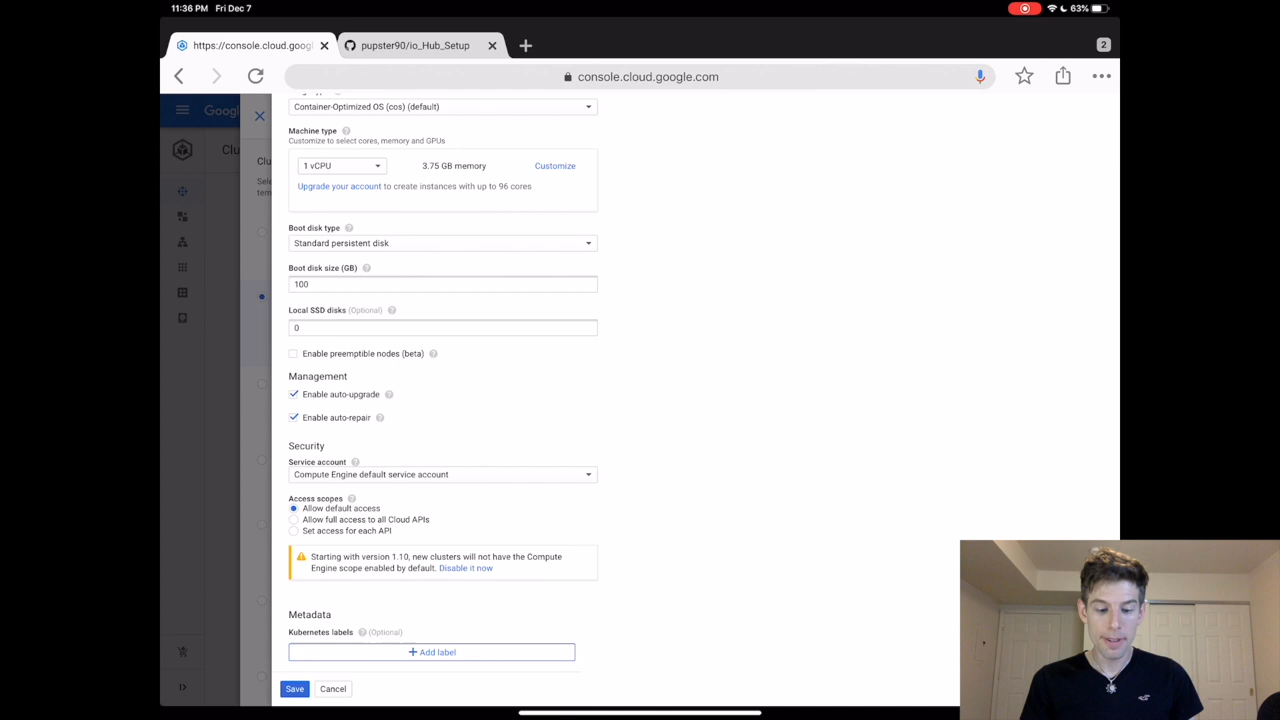 11:36 PM Fri Dec 7
63%
https://console.cloud.goog
pupster90/io_Hub_Setup
2
console.cloud.google.com
Container-Optimized OS (cos) (default)
Machine type
Customize to select cores, memory and GPUs
1 vCPU
3.75 GB memory
Customize
Upgrade your account to create instances with up to 96 cores
Boot disk type
Standard persistent disk
Boot disk size (GB)
100
Local SSD disks (Optional)
0
Enable preemptible nodes (beta)
Management
Enable auto-upgrade
Enable auto-repair
Security
Service account
Compute Engine default service account
Access scopes
Allow default access
Allow full access to all Cloud APIs
Set access for each API
Starting with version 1.10, new clusters will not have the Compute
Engine scope enabled by default. Disable it now
Metadata
Kubernetes labels (Optional)
+ Add label
Save
Cancel
Goog
Clu
Clu
Sele
tem